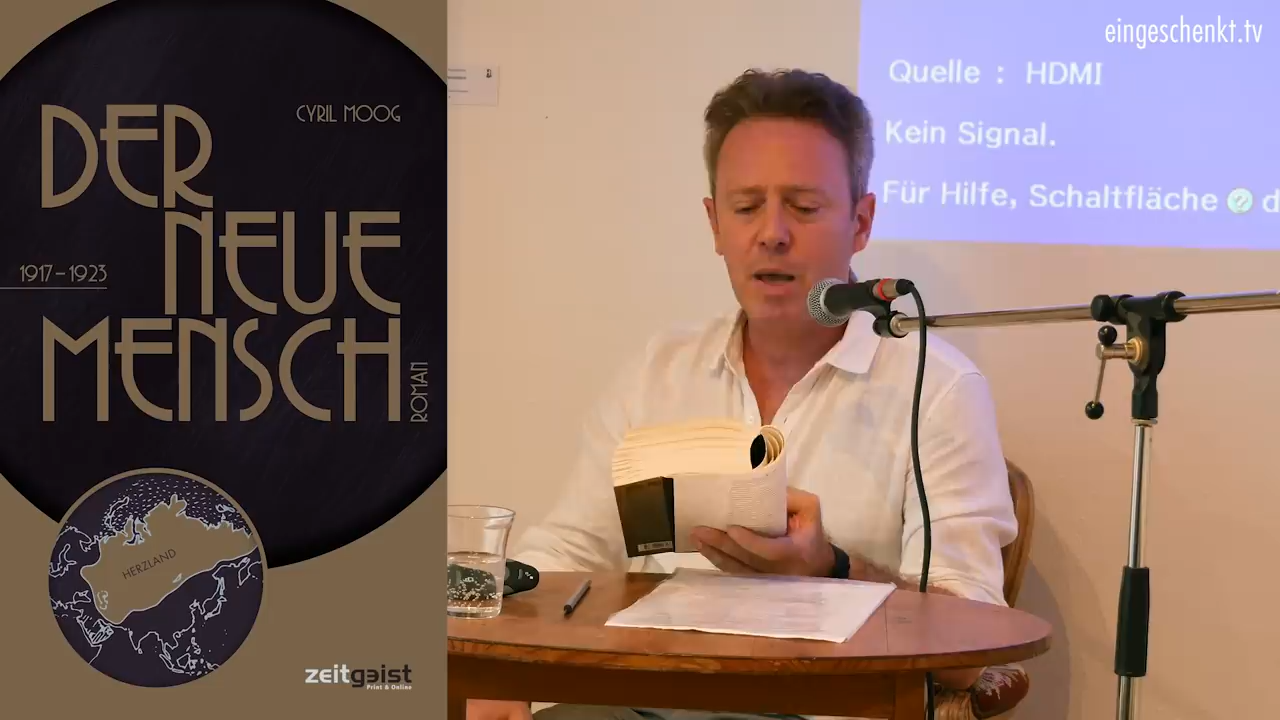 CYRIL MOOG
DER
NEUE
1917–1923
MENSCH
ROMAN
HERZLAND
zeitgeist
Print & Online
eingeschenkt.tv
Quelle : HDMI
Kein Signal.
Für Hilfe, Schaltfläche ? d